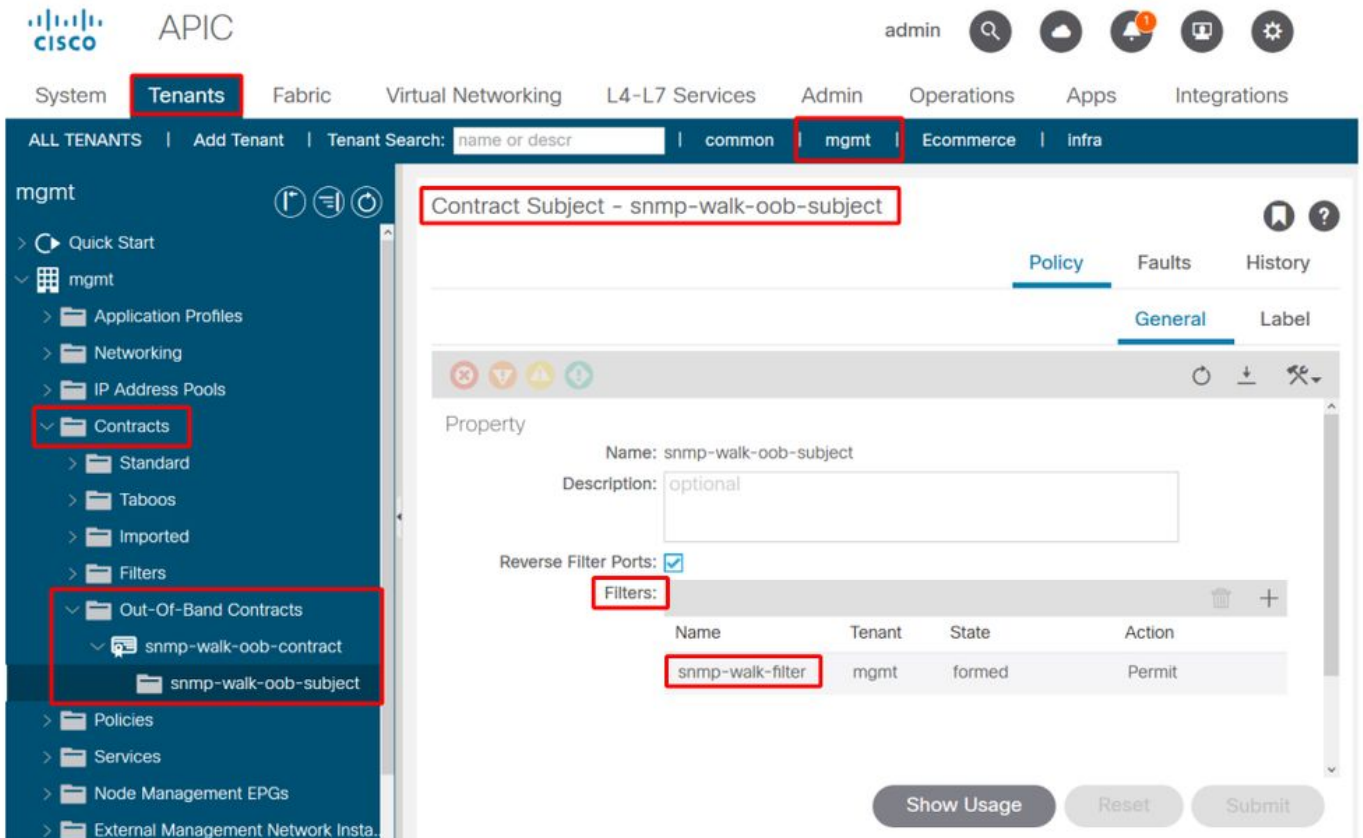 CISCO
APIC
admin
1
System Tenants Fabric Virtual Networking L4-L7 Services Admin Operations Apps Integrations
ALL TENANTS | Add Tenant | Tenant Search: name or descr | common | mgmt | Ecommerce | infra
mgmt
Quick Start
mgmt
Application Profiles
Networking
IP Address Pools
Contracts
Standard
Taboos
Imported
Filters
Out-Of-Band Contracts
snmp-walk-oob-contract
snmp-walk-oob-subject
Policies
Services
Node Management EPGs
External Management Network Insta..
Contract Subject - snmp-walk-oob-subject
Policy Faults History
General Label
Property
Name: snmp-walk-oob-subject
Description: optional
Reverse Filter Ports:
Filters:
Name Tenant State Action
snmp-walk-filter mgmt formed Permit
Show Usage Reset Submit